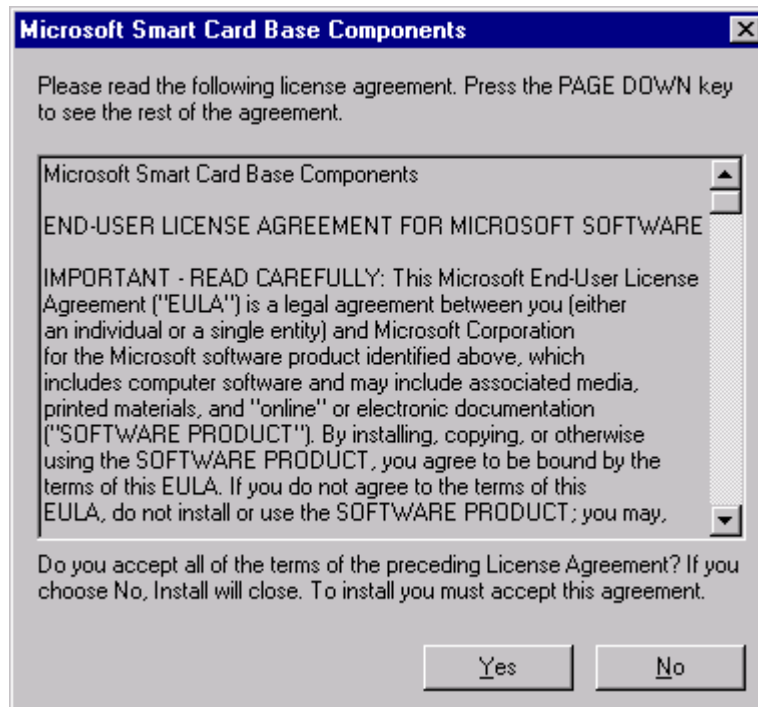 Microsoft Smart Card Base Components
Please read the following license agreement. Press the PAGE DOWN key
to see the rest of the agreement.
Microsoft Smart Card Base Components
END-USER LICENSE AGREEMENT FOR MICROSOFT SOFTWARE
IMPORTANT - READ CAREFULLY: This Microsoft End-User License
Agreement ("EULA") is a legal agreement between you (either
an individual or a single entity) and Microsoft Corporation
for the Microsoft software product identified above, which
includes computer software and may include associated media,
printed materials, and "online" or electronic documentation
("SOFTWARE PRODUCT"). By installing, copying, or otherwise
using the SOFTWARE PRODUCT, you agree to be bound by the
terms of this EULA. If you do not agree to the terms of this
EULA, do not install or use the SOFTWARE PRODUCT; you may,
Do you accept all of the terms of the preceding License Agreement? If you
choose No, Install will close. To install you must accept this agreement.
Yes
No